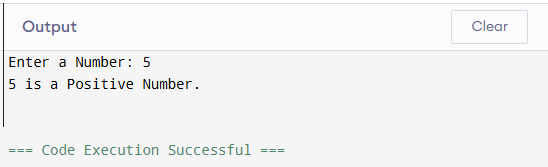 Output
Clear
Enter a Number: 5
5 is a Positive Number.
=== Code Execution Successful ===